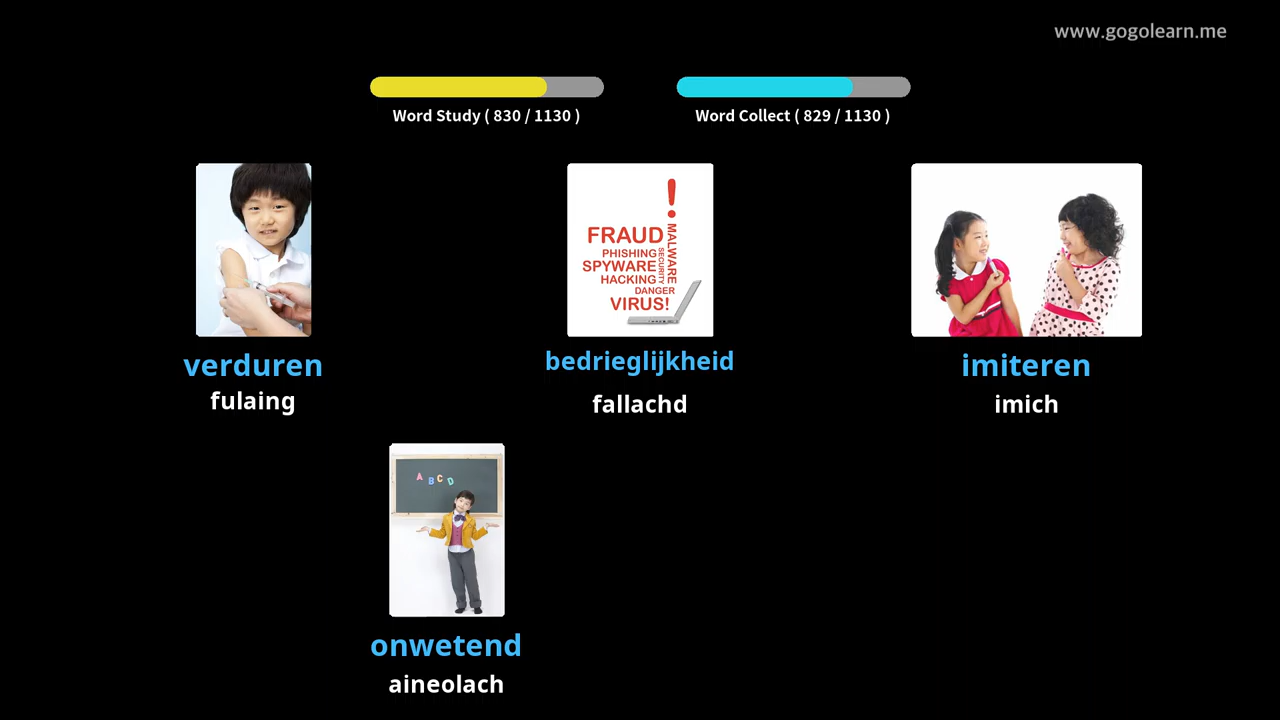 www.gogolearn.me
Word Study ( 830 / 1130 )
Word Collect ( 829 / 1130 )
FRAUD
PHISHING
SPYWARE
HACKING
DANGER
VIRUS!
MALWARE
SECURITY
!
verduren
fulaing
bedrieglijkheid
fallachd
imiteren
imich
A B C D
onwetend
aineolach